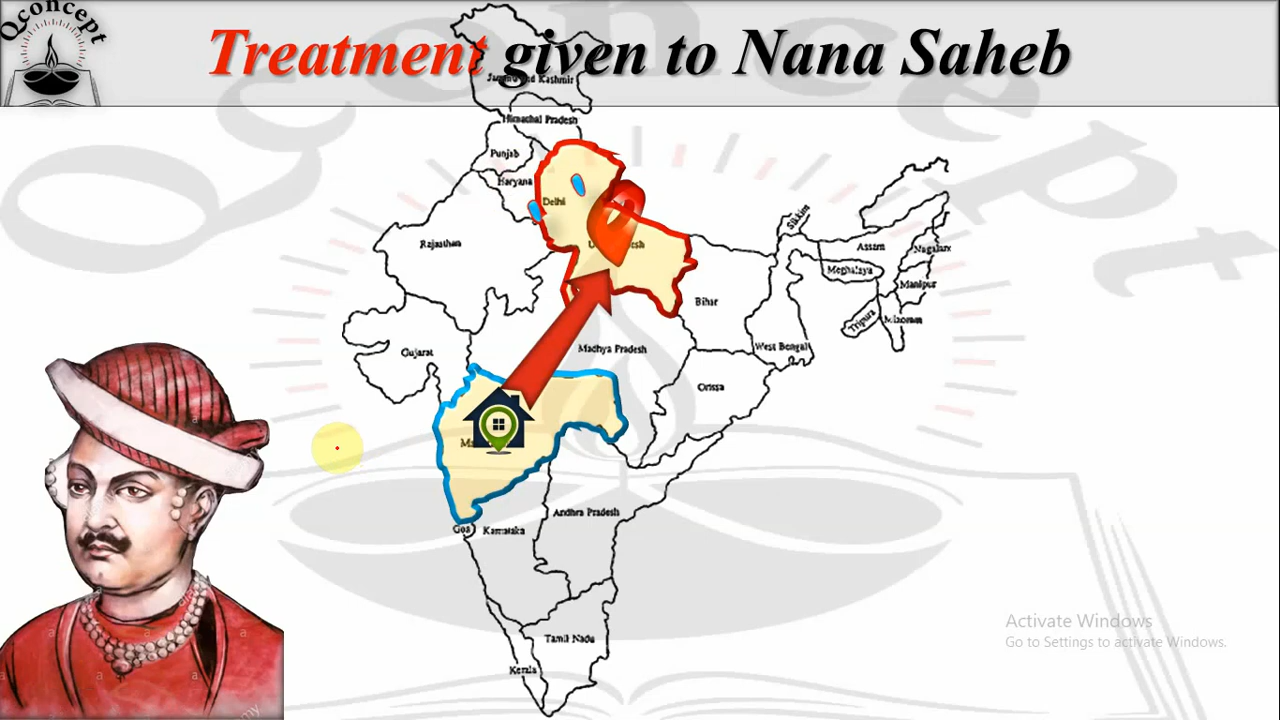 Qconcept
Treatment given to Nana Saheb
Jammu and Kashmir
Himachal Pradesh
Punjab
Haryana
Delhi
Rajasthan
Sikkim
Assam
Nagaland
Meghalaya
Manipur
Tripura
Mizoram
Bihar
West Bengal
Gujarat
Madhya Pradesh
Orissa
Andhra Pradesh
Goa
Karnataka
Tamil Nadu
Kerala
Activate Windows
Go to Settings to activate Windows.